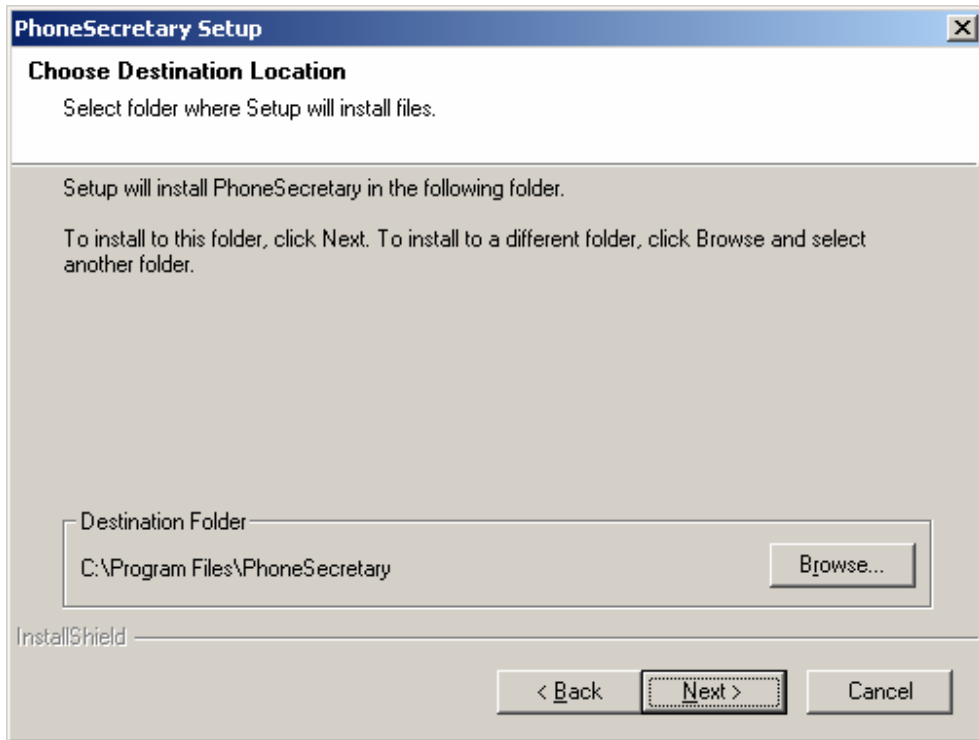 PhoneSecretary Setup
Choose Destination Location
Select folder where Setup will install files.
Setup will install PhoneSecretary in the following folder.
To install to this folder, click Next. To install to a different folder, click Browse and select
another folder.
Destination Folder
C:\Program Files\PhoneSecretary
Browse...
InstallShield
< Back
Next >
Cancel